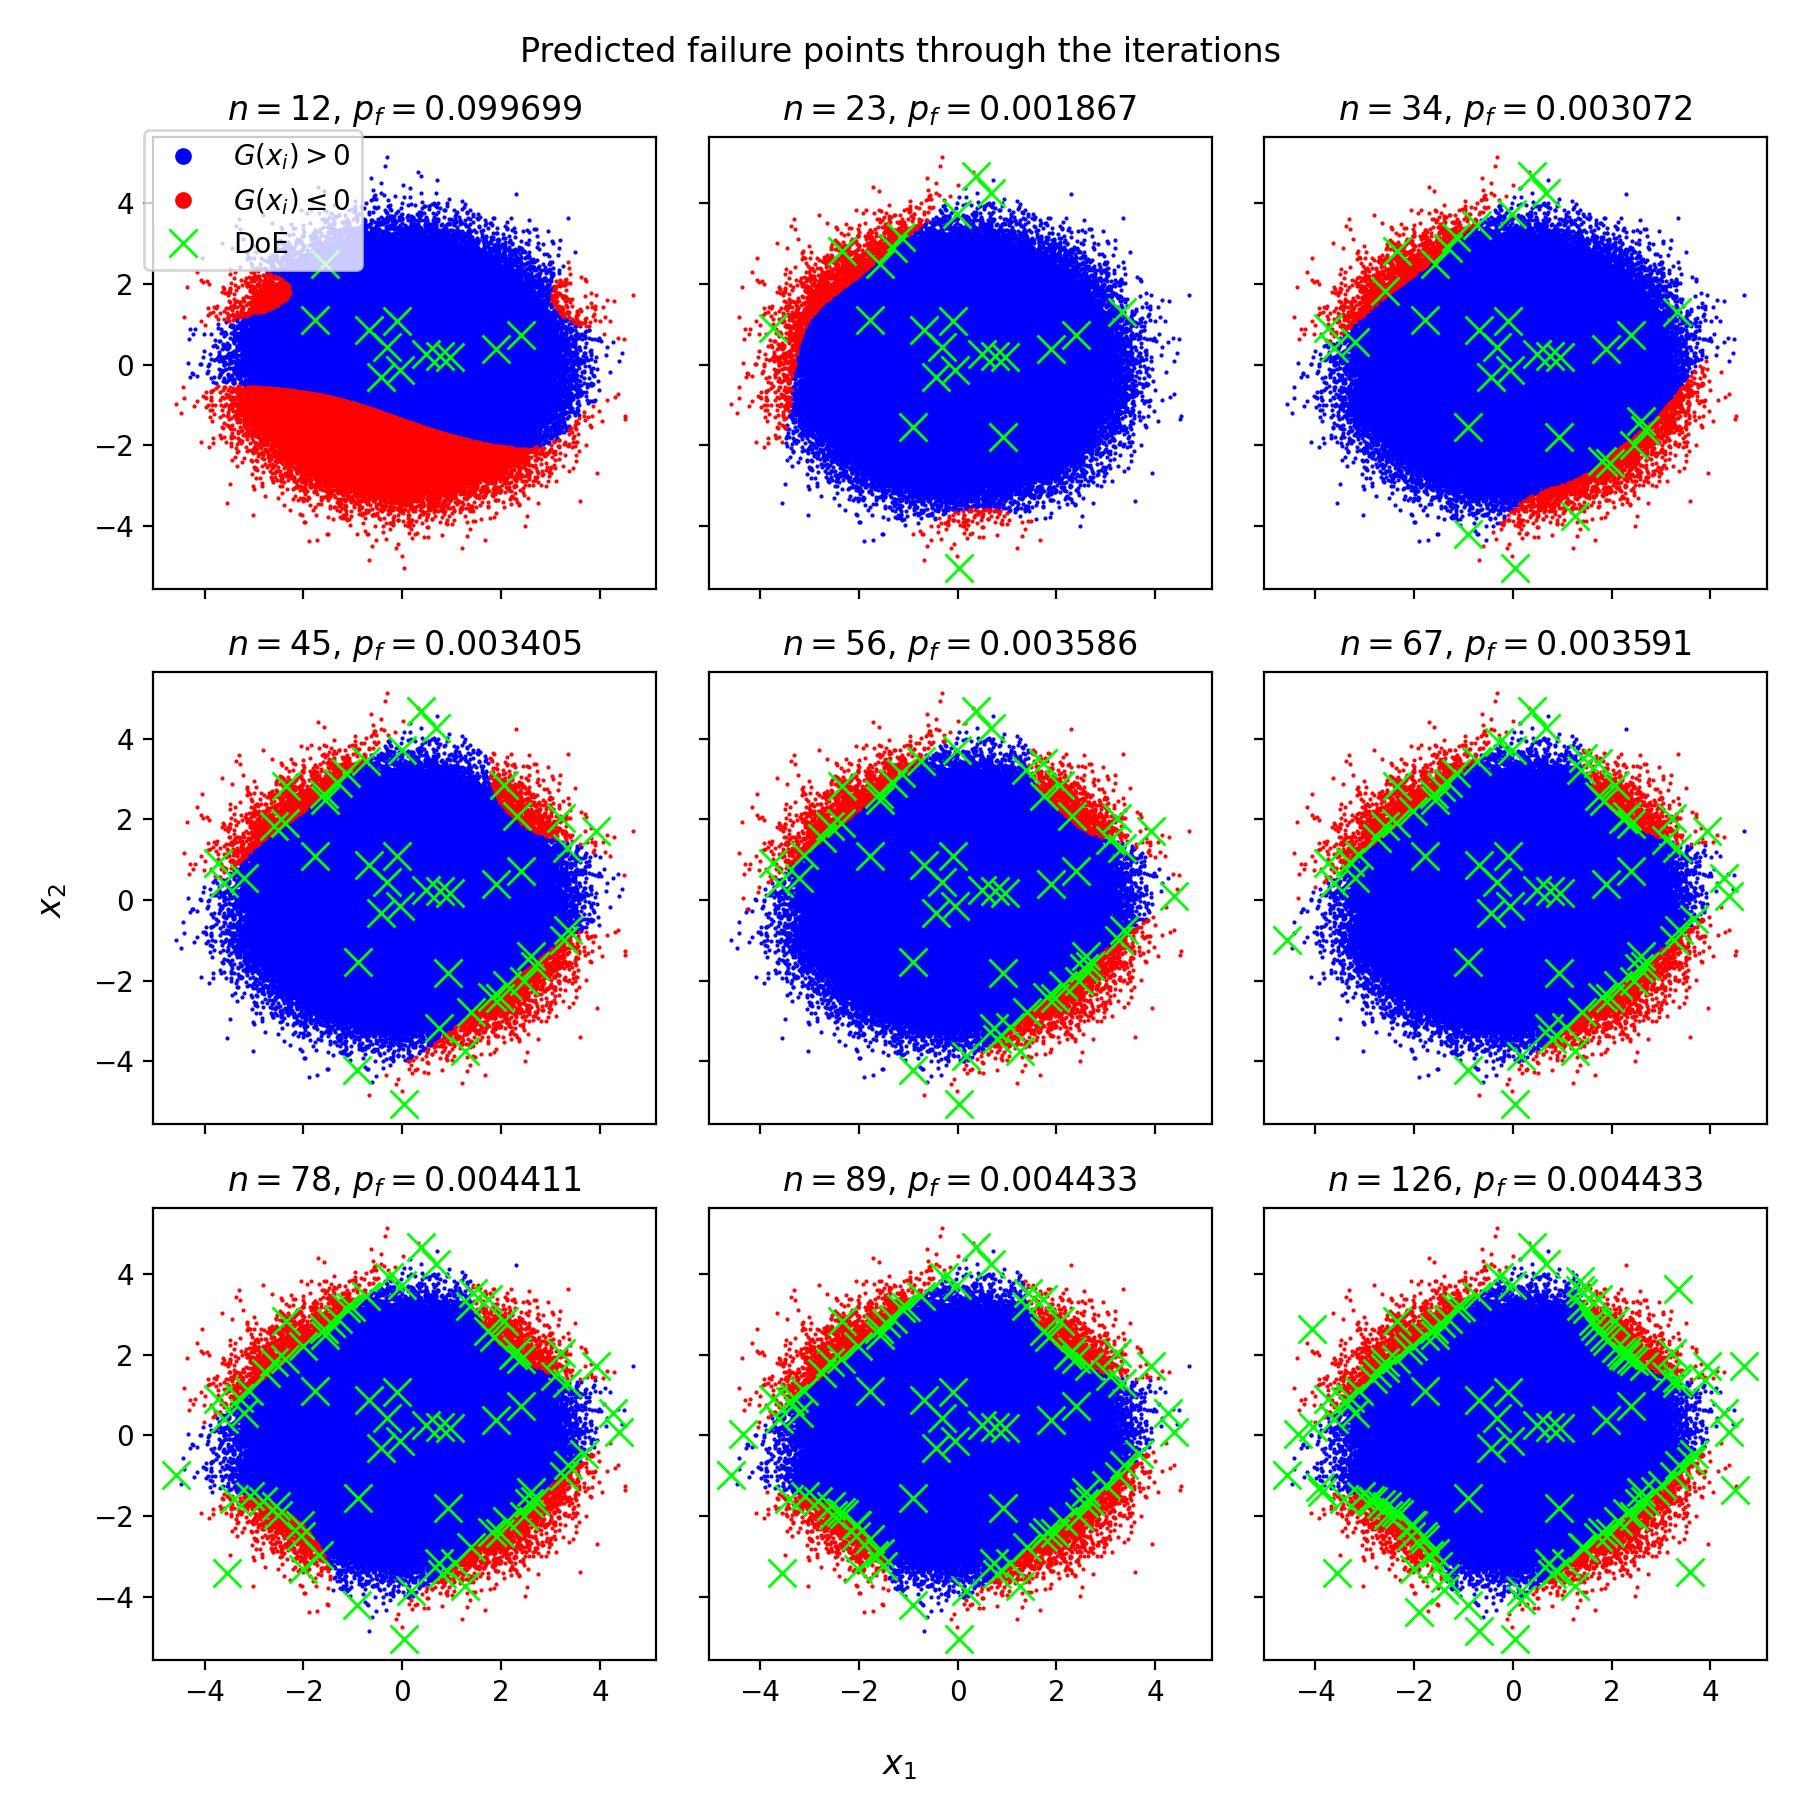 Predicted failure points through the iterations
n = 12, p_f = 0.099699
n = 23, p_f = 0.001867
n = 34, p_f = 0.003072
G(x_i) > 0
G(x_i) ≤ 0
DoE
4
2
0
−2
−4
n = 45, p_f = 0.003405
n = 56, p_f = 0.003586
n = 67, p_f = 0.003591
4
2
0
−2
−4
x_2
n = 78, p_f = 0.004411
n = 89, p_f = 0.004433
n = 126, p_f = 0.004433
4
2
0
−2
−4
−4 −2 0 2 4
−4 −2 0 2 4
−4 −2 0 2 4
x_1